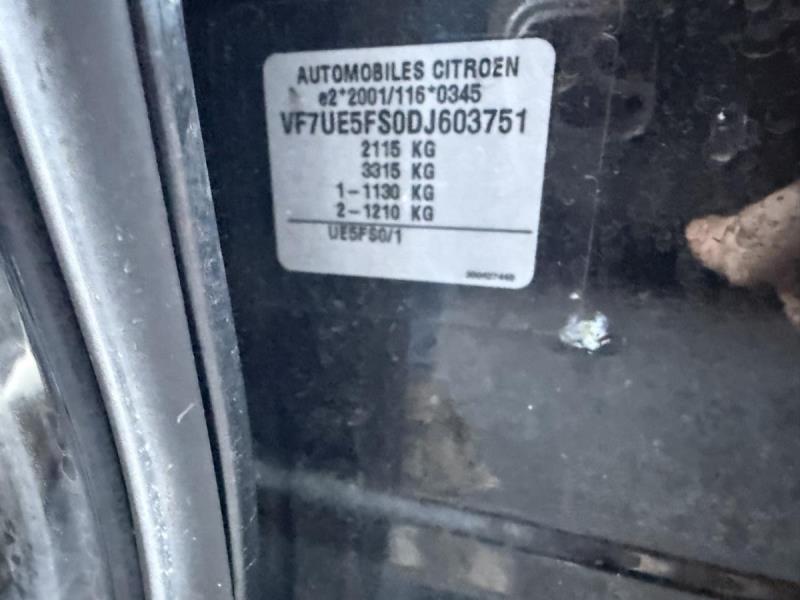 AUTOMOBILES CITROEN
e2*2001/116*0345
VF7UE5FS0DJ603751
2115 KG
3315 KG
1-1130 KG
2-1210 KG
UE5FS0/1